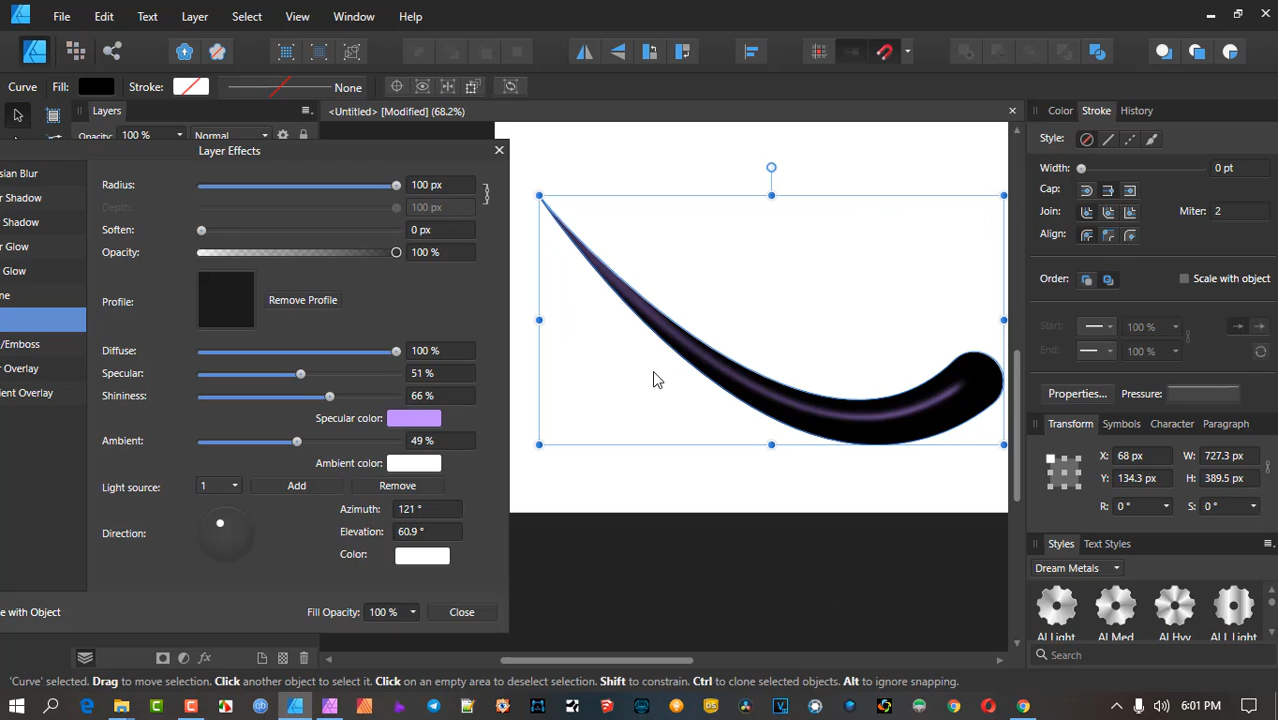 File Edit Text Layer Select View Window Help
Curve Fill: Stroke: None
Layers
<Untitled> [Modified] (68.2%)
Color Stroke History
Opacity: 100 % Normal
Layer Effects
Style:
Width: 0 pt
Cap:
Join: Miter: 2
Align:
Order: Scale with object
Start: 100 %
End: 100 %
Properties... Pressure:
sian Blur
r Shadow
Shadow
r Glow
Glow
ne
/Emboss
r Overlay
ient Overlay
Radius: 100 px
Depth: 100 px
Soften: 0 px
Opacity: 100 %
Profile: Remove Profile
Diffuse: 100 %
Specular: 51 %
Shininess: 66 %
Specular color:
Ambient: 49 %
Ambient color:
Light source: 1 Add Remove
Azimuth: 121 °
Direction: Elevation: 60.9 °
Color:
e with Object Fill Opacity: 100 % Close
Transform Symbols Character Paragraph
X: 68 px W: 727.3 px
Y: 134.3 px H: 389.5 px
R: 0 ° S: 0 °
Styles Text Styles
Dream Metals
Al Light Al Med Al Hvy
Search
'Curve' selected. Drag to move selection. Click another object to select it. Click on an empty area to deselect selection. Shift to constrain. Ctrl to clone selected objects. Alt to ignore snapping.
6:01 PM